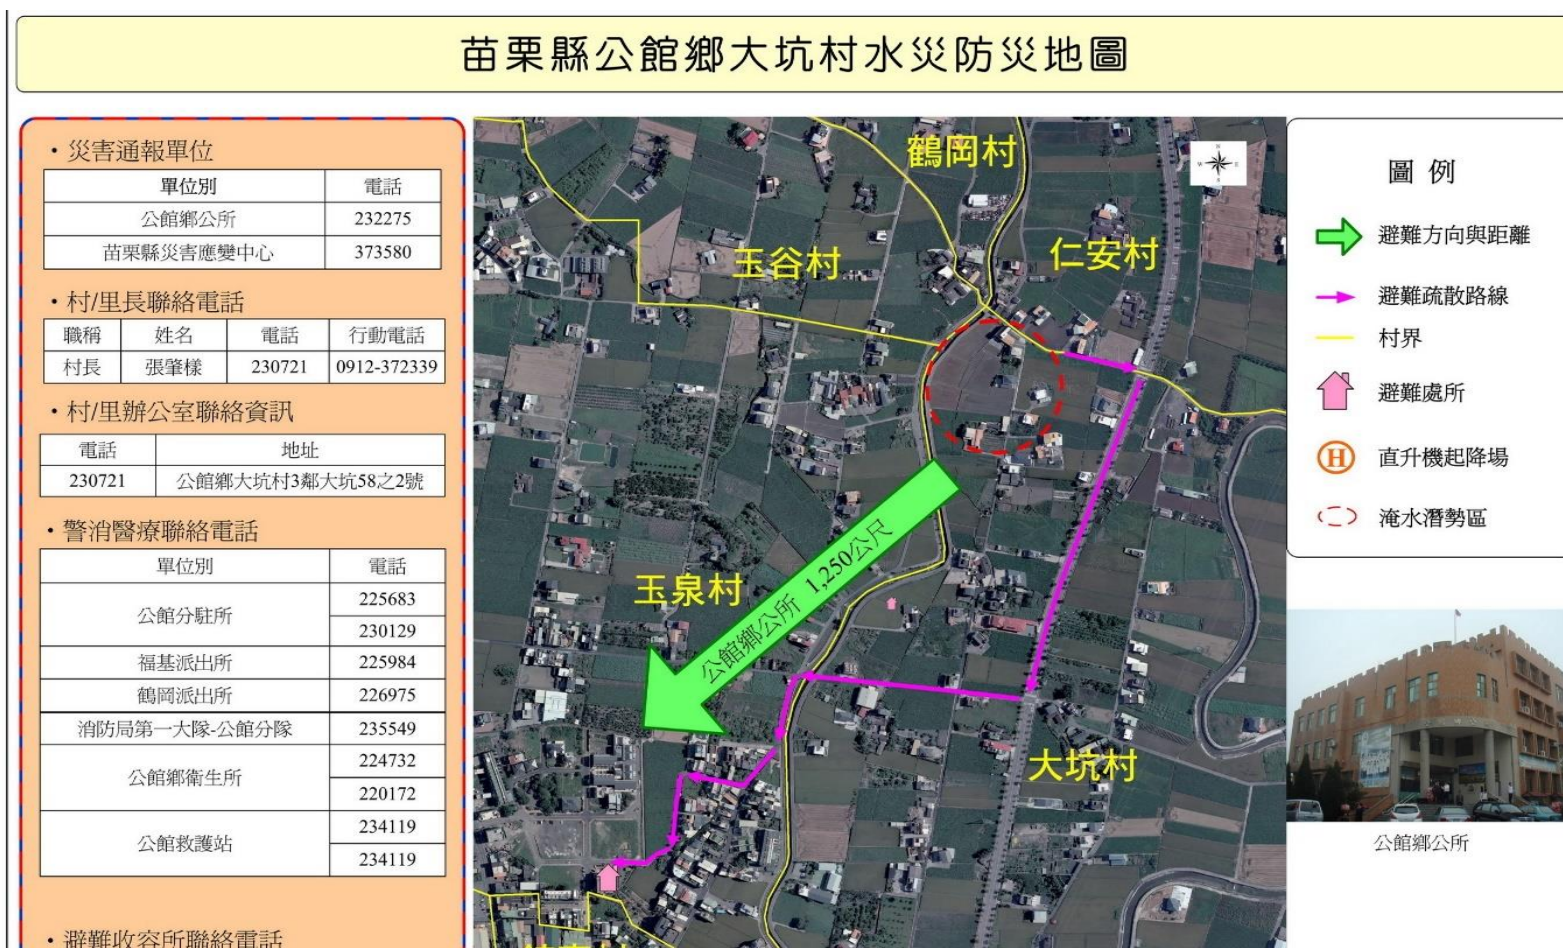 苗栗縣公館鄉大坑村水災防災地圖
・災害通報單位
單位別 電話
公館鄉公所 232275
苗栗縣災害應變中心 373580
・村/里長聯絡電話
職稱 姓名 電話 行動電話
村長 張肇樣 230721 0912-372339
・村/里辦公室聯絡資訊
電話 地址
230721 公館鄉大坑村3鄰大坑58之2號
・警消醫療聯絡電話
單位別 電話
公館分駐所 225683
230129
福基派出所 225984
鶴岡派出所 226975
消防局第一大隊-公館分隊 235549
公館鄉衛生所 224732
220172
公館救護站 234119
234119
・避難收容所聯絡電話
鶴岡村
玉谷村
仁安村
玉泉村
公館鄉公所 1,250公尺
大坑村
圖例
避難方向與距離
避難疏散路線
村界
避難處所
H 直升機起降場
淹水潛勢區
公館鄉公所